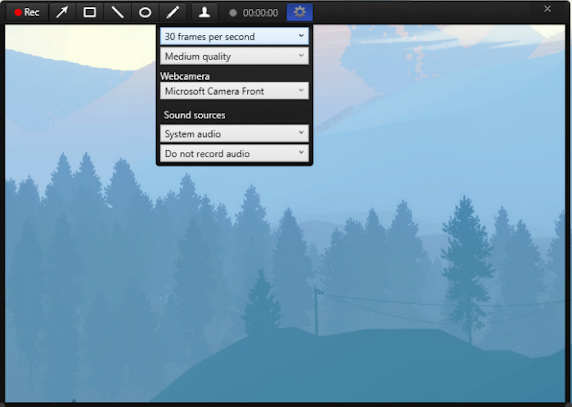 Rec
00:00:00
30 frames per second
Medium quality
Webcamera
Microsoft Camera Front
Sound sources
System audio
Do not record audio